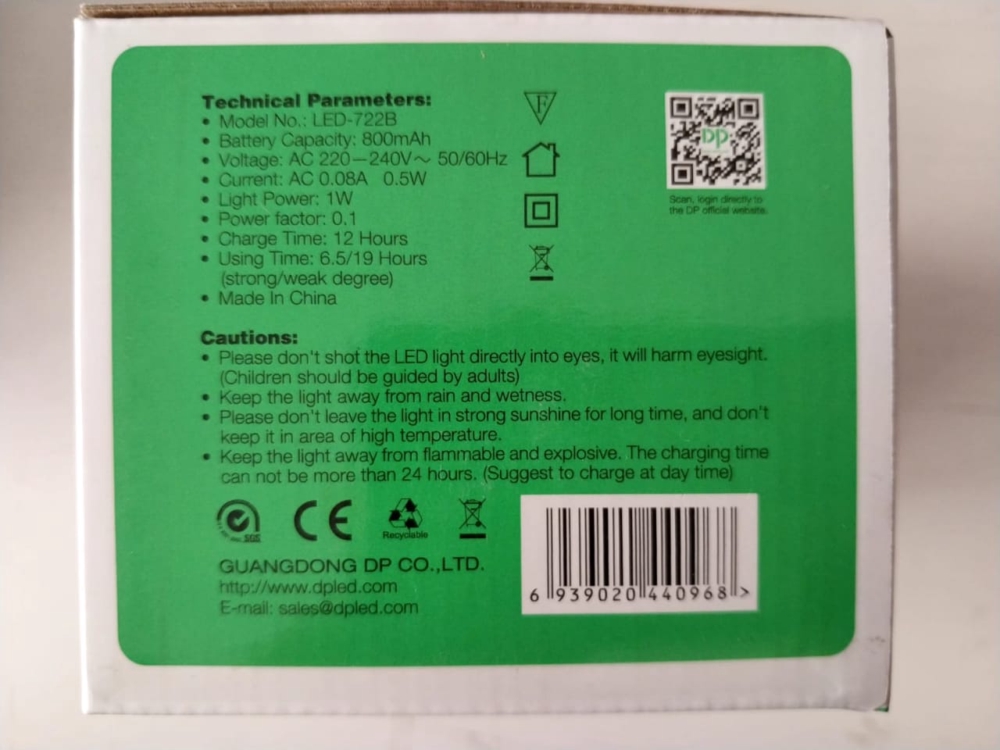 Technical Parameters:
• Model No.: LED-722B
• Battery Capacity: 800mAh
• Voltage: AC 220—240V～ 50/60Hz
• Current: AC 0.08A 0.5W
• Light Power: 1W
• Power factor: 0.1
• Charge Time: 12 Hours
• Using Time: 6.5/19 Hours
(strong/weak degree)
• Made In China
F
DP
Scan, login directly to
the DP official website.
Cautions:
• Please don't shot the LED light directly into eyes, it will harm eyesight.
(Children should be guided by adults)
• Keep the light away from rain and wetness.
• Please don't leave the light in strong sunshine for long time, and don't
keep it in area of high temperature.
• Keep the light away from flammable and explosive. The charging time
can not be more than 24 hours. (Suggest to charge at day time)
CE
Recyclable
GUANGDONG DP CO.,LTD.
http://www.dpled.com
E-mail: sales@dpled.com
6 939020 440968 >